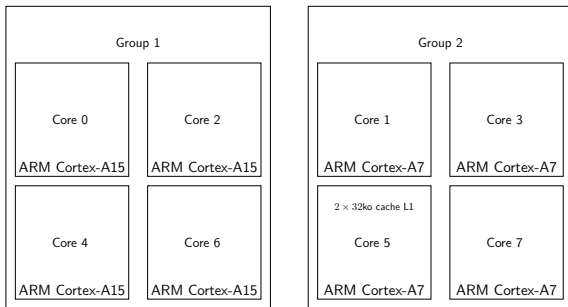 Group 1
Core 0
ARM Cortex-A15
Core 2
ARM Cortex-A15
Core 4
ARM Cortex-A15
Core 6
ARM Cortex-A15
Group 2
Core 1
ARM Cortex-A7
Core 3
ARM Cortex-A7
2 × 32ko cache L1
Core 5
ARM Cortex-A7
Core 7
ARM Cortex-A7